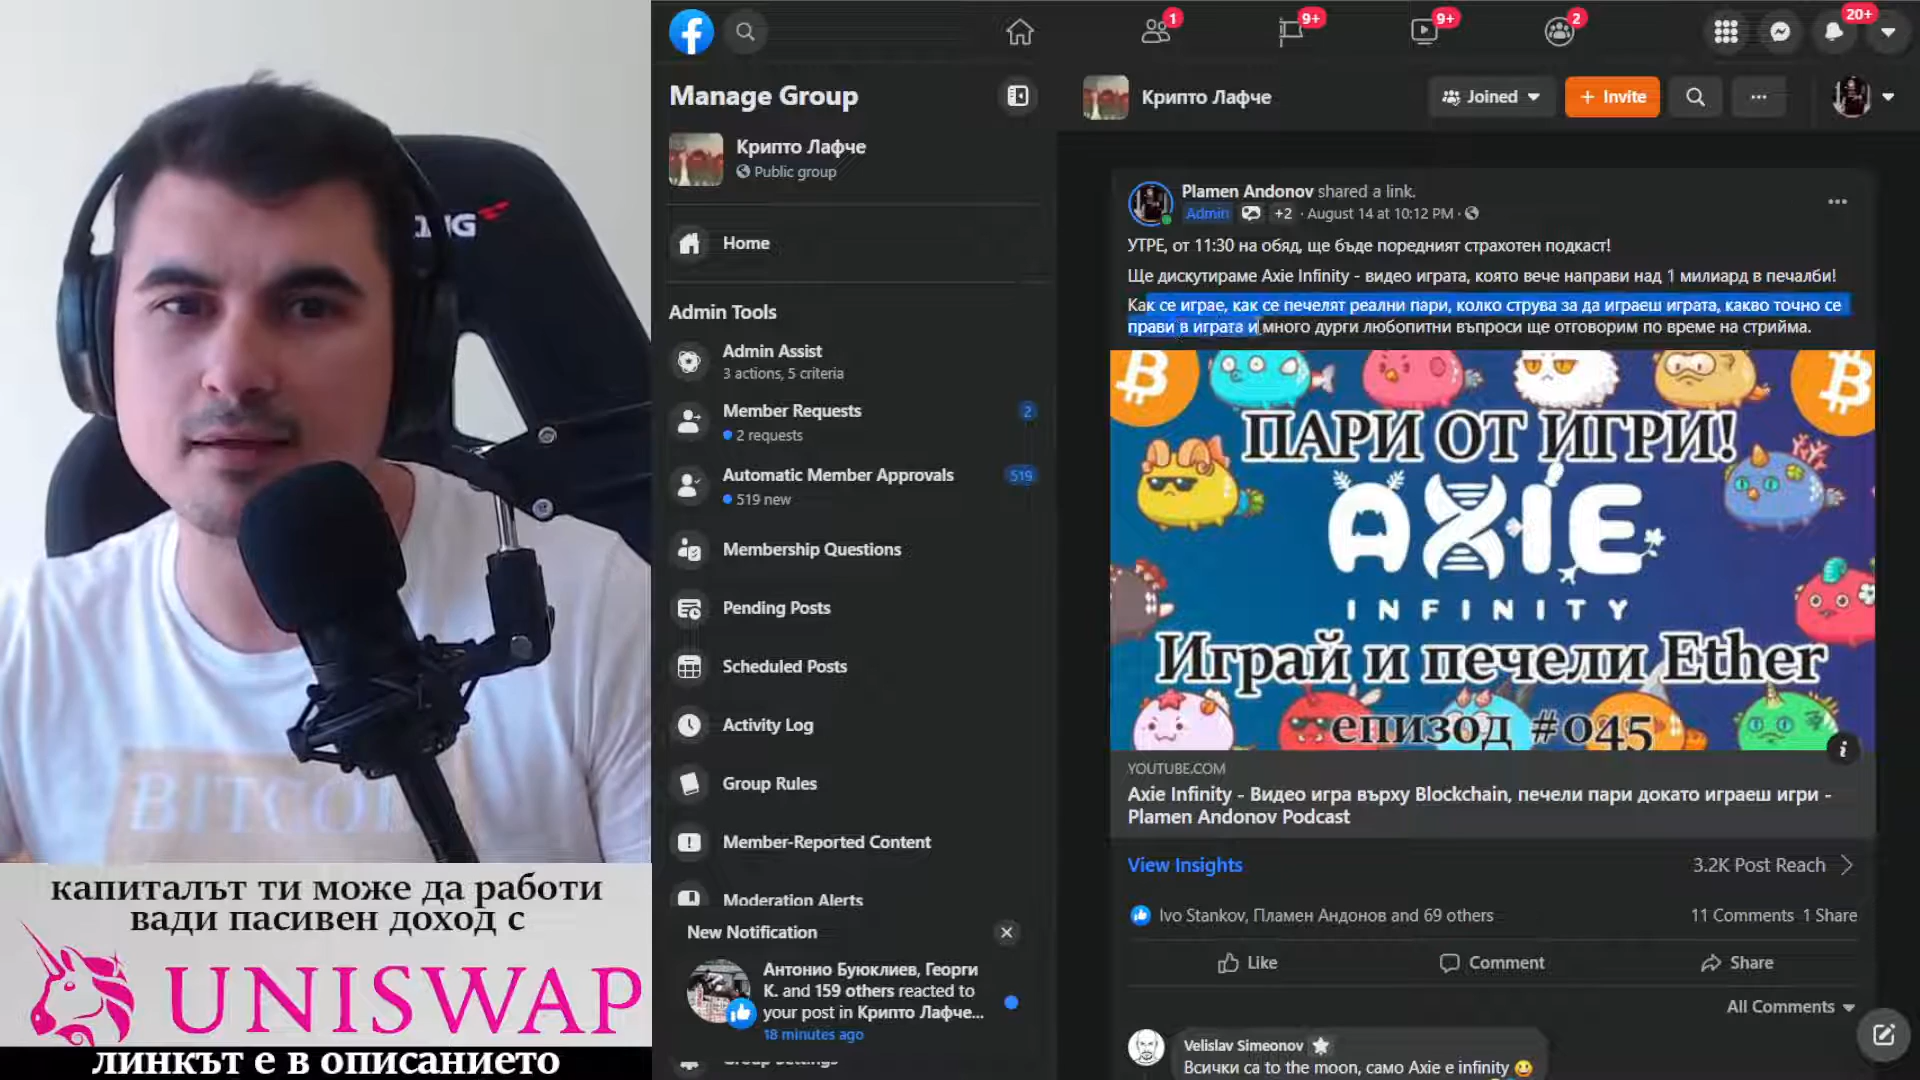 BITCOI
капиталът ти може да работи
вади пасивен доход с
UNISWAP
линкът е в описанието
1
9+
9+
2
20+
Manage Group
Крипто Лафче
Public group
Home
Admin Tools
Admin Assist
3 actions, 5 criteria
Member Requests
2
2 requests
Automatic Member Approvals
519
519 new
Membership Questions
Pending Posts
Scheduled Posts
Activity Log
Group Rules
Member-Reported Content
Moderation Alerts
New Notification
Антонио Буюклиев, Георги
К. and 159 others reacted to
your post in Крипто Лафче...
18 minutes ago
Group Settings
Крипто Лафче
Joined
+ Invite
Plamen Andonov shared a link.
Admin +2 · August 14 at 10:12 PM ·
УТРЕ, от 11:30 на обяд, ще бъде поредният страхотен подкаст!
Ще дискутираме Axie Infinity - видео играта, която вече направи над 1 милиард в печалби!
Как се играе, как се печелят реални пари, колко струва за да играеш играта, какво точно се
прави в играта и много дурги любопитни въпроси ще отговорим по време на стрийма.
ПАРИ ОТ ИГРИ!
AXIE
INFINITY
Играй и печели Ether
епизод #045
YOUTUBE.COM
Axie Infinity - Видео игра върху Blockchain, печели пари докато играеш игри -
Plamen Andonov Podcast
View Insights
3.2K Post Reach
Ivo Stankov, Пламен Андонов and 69 others
11 Comments 1 Share
Like
Comment
Share
All Comments
Velislav Simeonov
Всички са to the moon, само Axie е infinity 😀